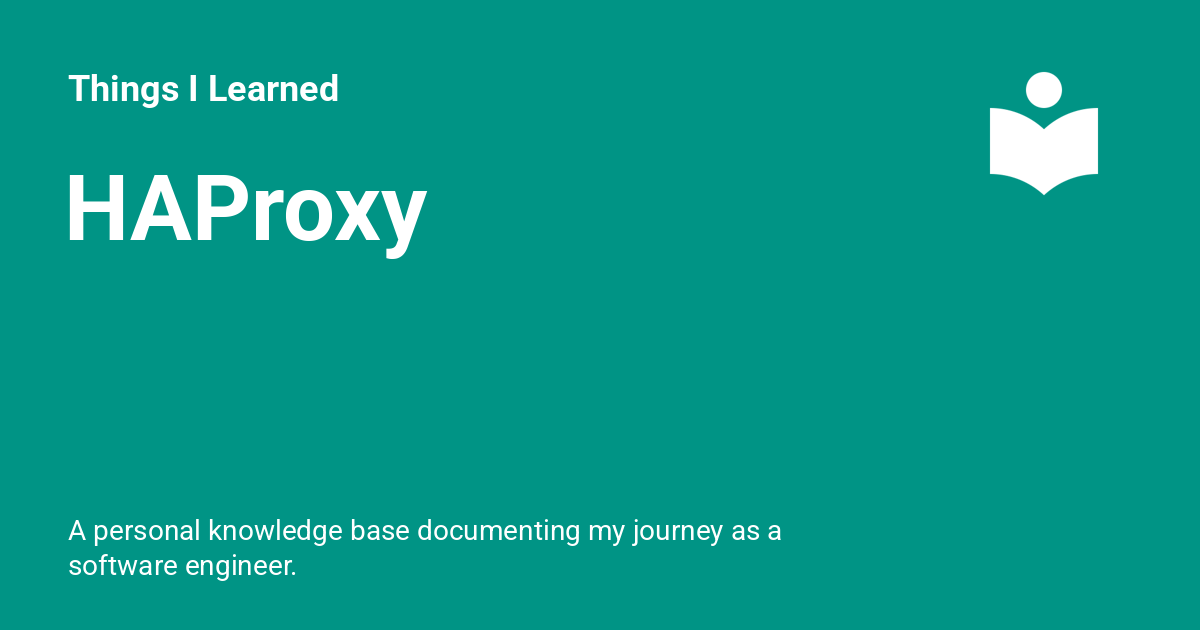 Things I Learned
HAProxy
A personal knowledge base documenting my journey as a
software engineer.